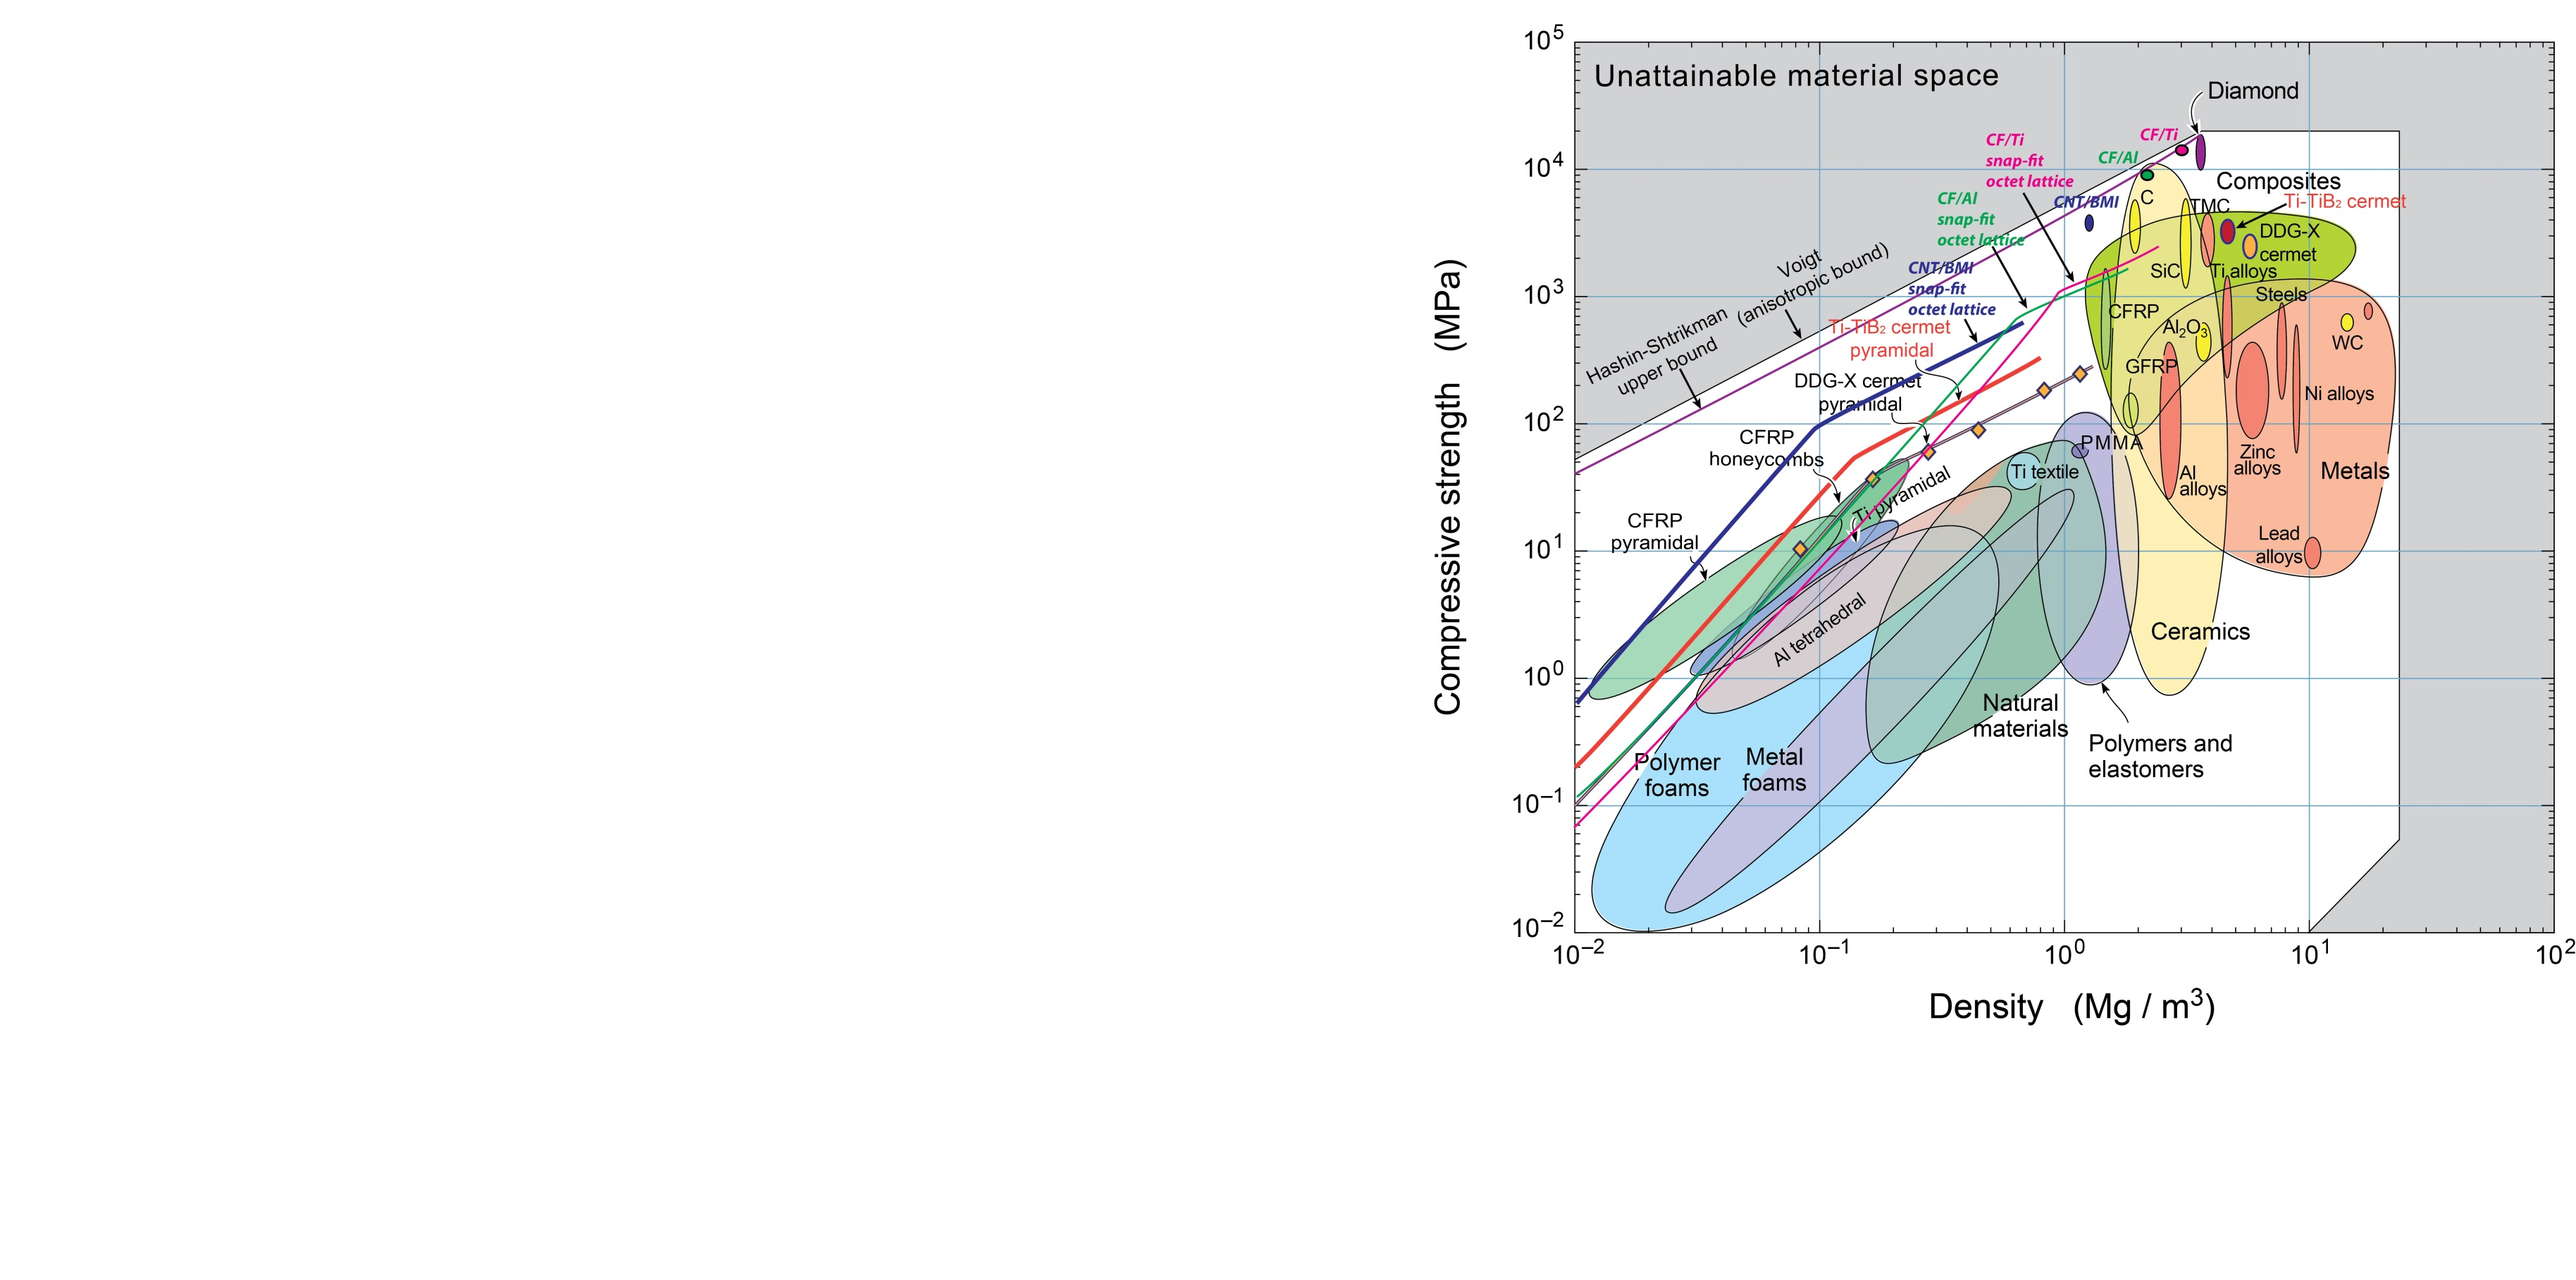 10⁵
Unattainable material space
Diamond
CF/Ti
CF/Ti
snap-fit
octet lattice
CF/Al
10⁴
C
Composites
CF/Al
snap-fit
octet lattice
CNT/BMI
TMC
Ti-TiB₂ cermet
DDG-X
cermet
Voigt
(anisotropic bound)
CNT/BMI
snap-fit
octet lattice
SiC
Ti alloys
10³
Steels
Hashin-Shtrikman
upper bound
Ti-TiB₂ cermet
pyramidal
CFRP
Al₂O₃
WC
DDG-X cermet
pyramidal
GFRP
Ni alloys
10²
CFRP
honeycombs
PMMA
Zinc
alloys
Ti textile
Al
alloys
Metals
Ti pyramidal
CFRP
pyramidal
10¹
Lead
alloys
Al tetrahedral
Ceramics
10⁰
Natural
materials
Polymer
foams
Metal
foams
Polymers and
elastomers
10⁻¹
10⁻²
Compressive strength (MPa)
10⁻² 10⁻¹ 10⁰ 10¹ 10²
Density (Mg / m³)